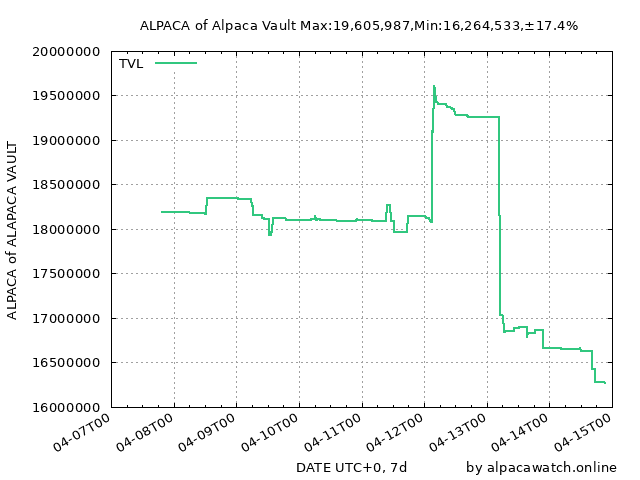 ALPACA of Alpaca Vault Max:19,605,987,Min:16,264,533,±17.4%
TVL
ALPACA of ALAPACA VAULT
20000000
19500000
19000000
18500000
18000000
17500000
17000000
16500000
16000000
04-07T00
04-08T00
04-09T00
04-10T00
04-11T00
04-12T00
04-13T00
04-14T00
04-15T00
DATE UTC+0, 7d
by alpacawatch.online